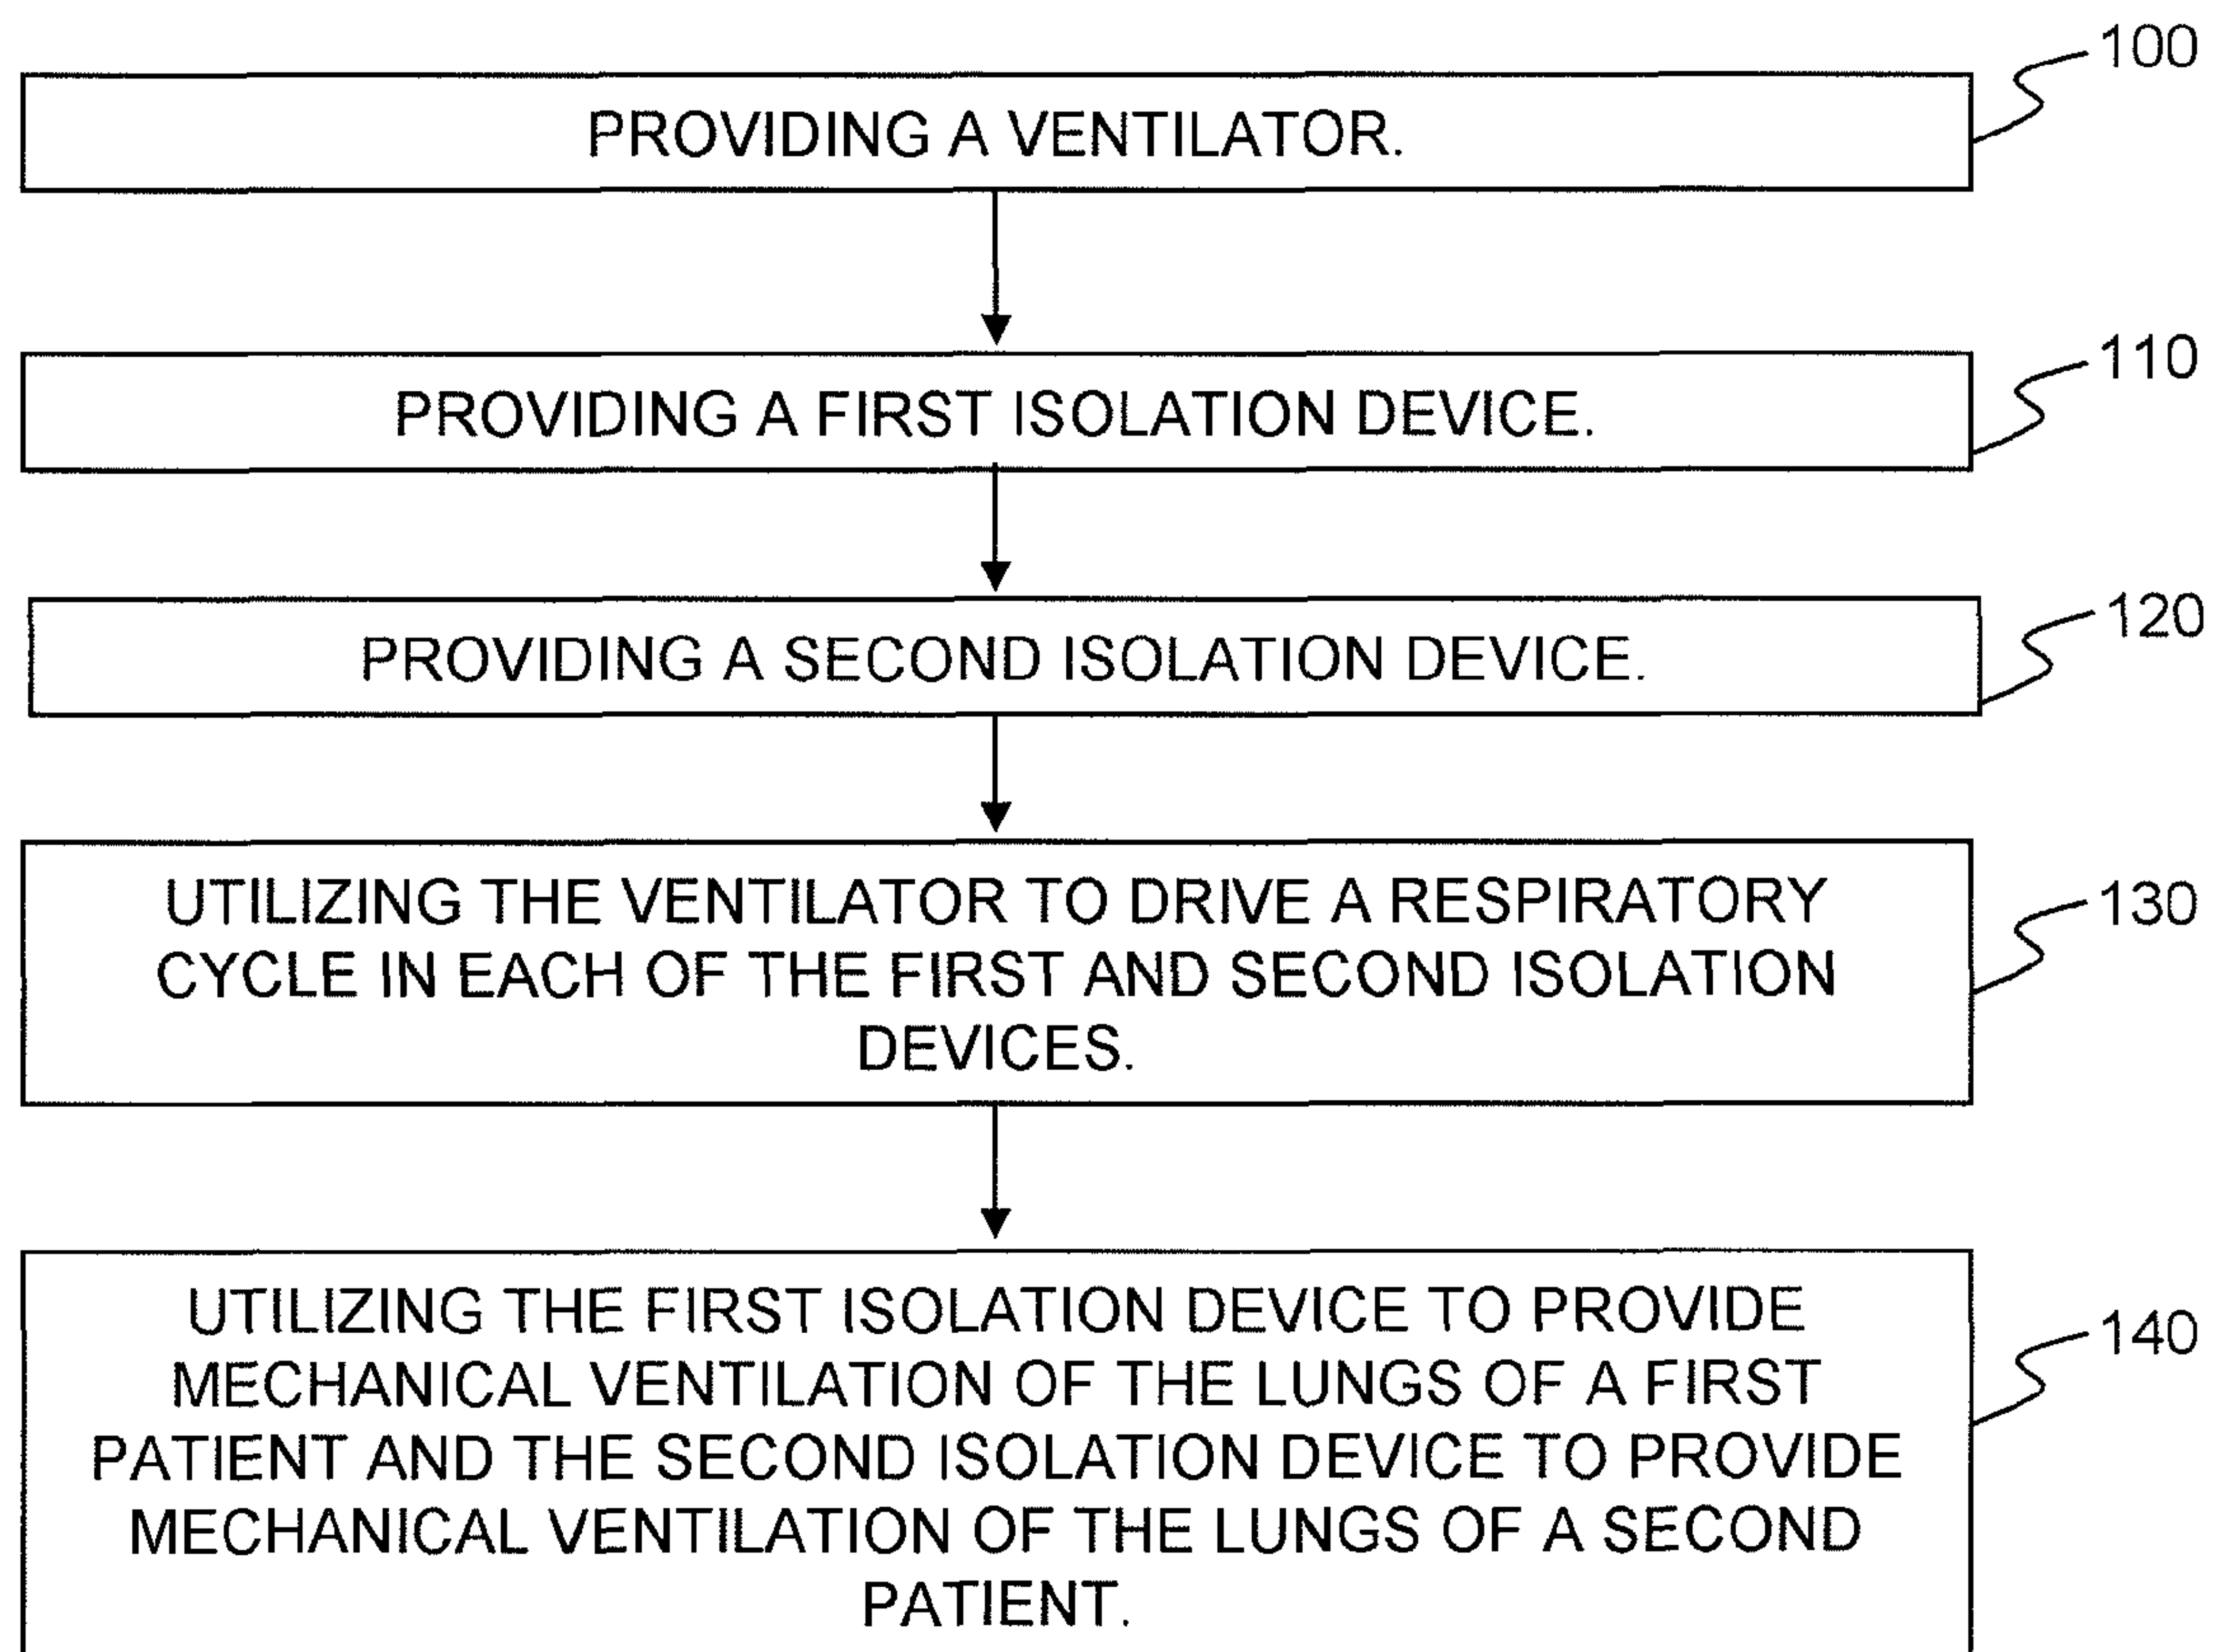 100
PROVIDING A VENTILATOR.
110
PROVIDING A FIRST ISOLATION DEVICE.
120
PROVIDING A SECOND ISOLATION DEVICE.
130
UTILIZING THE VENTILATOR TO DRIVE A RESPIRATORY
CYCLE IN EACH OF THE FIRST AND SECOND ISOLATION
DEVICES.
140
UTILIZING THE FIRST ISOLATION DEVICE TO PROVIDE
MECHANICAL VENTILATION OF THE LUNGS OF A FIRST
PATIENT AND THE SECOND ISOLATION DEVICE TO PROVIDE
MECHANICAL VENTILATION OF THE LUNGS OF A SECOND
PATIENT.